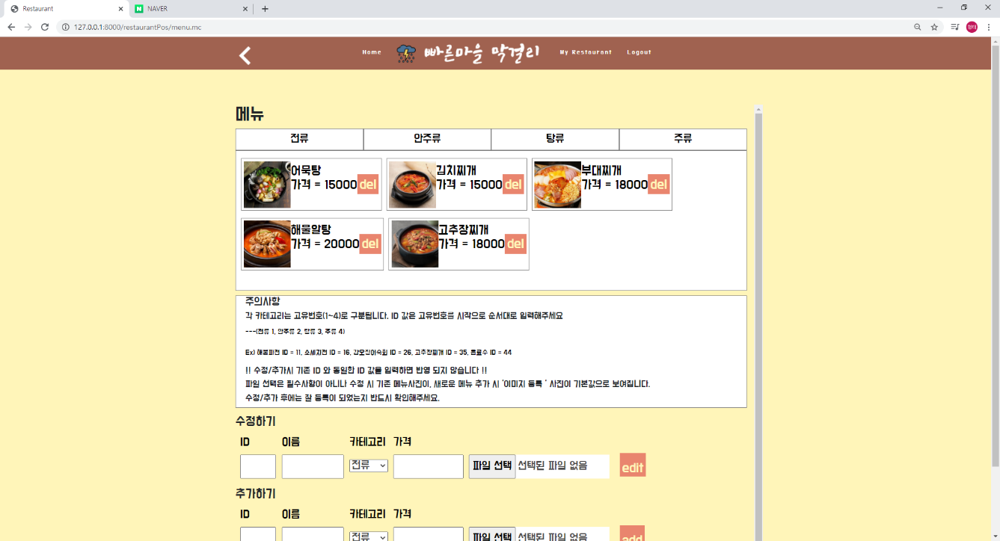 Restaurant
NAVER
127.0.0.1:8000/restaurantPos/menu.mc
형태
Home
빠른마을 막걸리
My Restaurant
Logout
메뉴
전류 안주류 탕류 주류
어묵탕
가격 = 15000 del
김치찌개
가격 = 15000 del
부대찌개
가격 = 18000 del
해물알탕
가격 = 20000 del
고추장찌개
가격 = 18000 del
주의사항
각 카테고리는 고유번호(1~4)로 구분됩니다. ID 값은 고유번호를 시작으로 순서대로 입력해주세요
---(전류 1, 안주류 2, 탕류 3, 주류 4)
Ex) 해물파전 ID = 11, 소세지전 ID = 16, 갑오징어숙회 ID = 26, 고추장찌개 ID = 35, 음료수 ID = 44
!! 수정/추가시 기존 ID 와 동일한 ID 값을 입력하면 반영 되지 않습니다 !!
파일 선택은 필수사항이 아니나 수정 시 기존 메뉴사진이, 새로운 메뉴 추가 시 '이미지 등록 ' 사진이 기본값으로 보여집니다.
수정/추가 후에는 잘 등록이 되었는지 반드시 확인해주세요.
수정하기
ID 이름 카테고리 가격
전류 파일 선택 선택된 파일 없음 edit
추가하기
ID 이름 카테고리 가격
전류 파일 선택 선택된 파일 없음 add